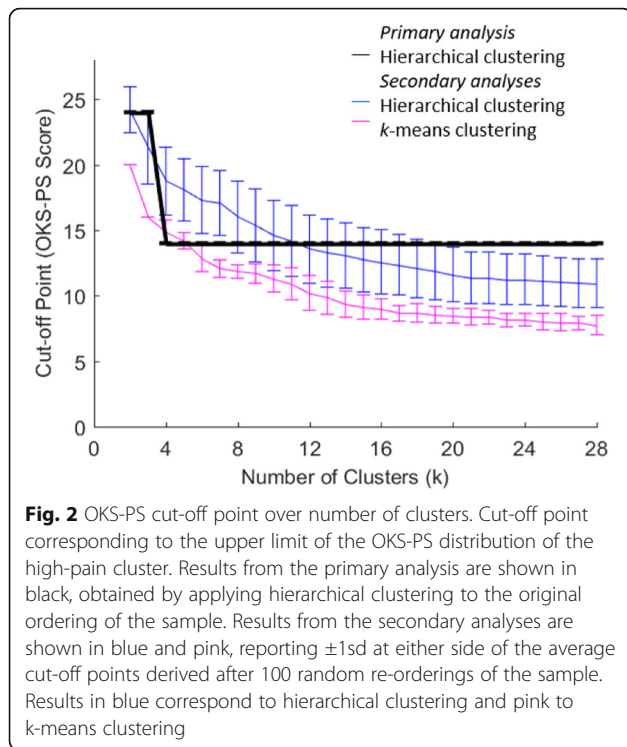 Primary analysis
Hierarchical clustering
Secondary analyses
Hierarchical clustering
k-means clustering
25
20
15
10
5
0
Cut-off Point (OKS-PS Score)
0 4 8 12 16 20 24 28
Number of Clusters (k)
Fig. 2 OKS-PS cut-off point over number of clusters. Cut-off point
corresponding to the upper limit of the OKS-PS distribution of the
high-pain cluster. Results from the primary analysis are shown in
black, obtained by applying hierarchical clustering to the original
ordering of the sample. Results from the secondary analyses are
shown in blue and pink, reporting ±1sd at either side of the average
cut-off points derived after 100 random re-orderings of the sample.
Results in blue correspond to hierarchical clustering and pink to
k-means clustering